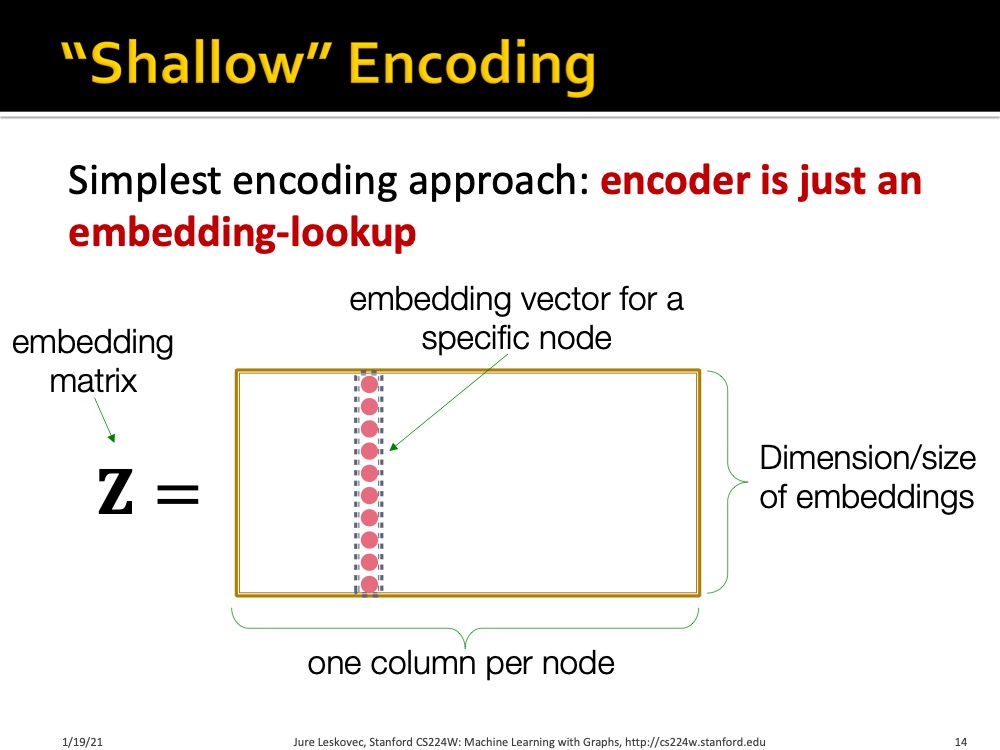 “Shallow” Encoding
Simplest encoding approach: encoder is just an
embedding-lookup
embedding vector for a
specific node
embedding
matrix
Z =
Dimension/size
of embeddings
one column per node
1/19/21
Jure Leskovec, Stanford CS224W: Machine Learning with Graphs, http://cs224w.stanford.edu
14